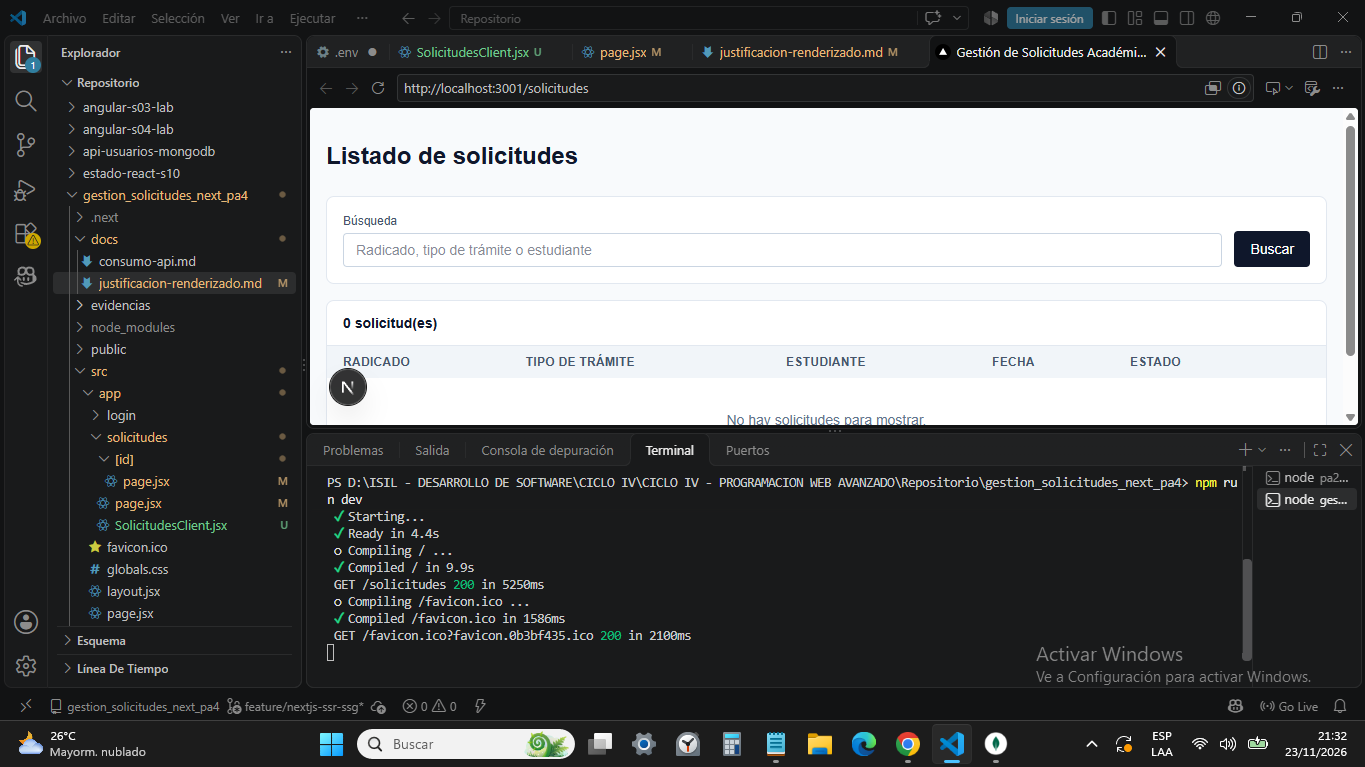 Archivo Editar Selección Ver Ir a Ejecutar ··· Repositorio Iniciar sesión
Explorador ···
.env SolicitudesClient.jsx U page.jsx M justificacion-renderizado.md M Gestión de Solicitudes Académi... ···
http://localhost:3001/solicitudes ···
1
Repositorio
angular-s03-lab
angular-s04-lab
api-usuarios-mongodb
estado-react-s10
gestion_solicitudes_next_pa4
.next
docs
consumo-api.md
justificacion-renderizado.md M
evidencias
node_modules
public
src
app
login
solicitudes
[id]
page.jsx M
page.jsx M
SolicitudesClient.jsx U
favicon.ico
globals.css
layout.jsx
page.jsx
Esquema
Línea De Tiempo
Listado de solicitudes
Búsqueda
Radicado, tipo de trámite o estudiante
Buscar
0 solicitud(es)
RADICADO TIPO DE TRÁMITE ESTUDIANTE FECHA ESTADO
N
No hay solicitudes para mostrar.
Problemas Salida Consola de depuración Terminal Puertos ···
PS D:\ISIL - DESARROLLO DE SOFTWARE\CICLO IV\CICLO IV - PROGRAMACION WEB AVANZADO\Repositorio\gestion_solicitudes_next_pa4> npm ru
n dev
✓ Starting...
✓ Ready in 4.4s
○ Compiling / ...
✓ Compiled / in 9.9s
GET /solicitudes 200 in 5250ms
○ Compiling /favicon.ico ...
✓ Compiled /favicon.ico in 1586ms
GET /favicon.ico?favicon.0b3bf435.ico 200 in 2100ms
node pa2...
node ges...
Activar Windows
Ve a Configuración para activar Windows.
gestion_solicitudes_next_pa4 feature/nextjs-ssr-ssg* 0 0 Go Live
26°C
Mayorm. nublado
Buscar
ESP
LAA
21:32
23/11/2026